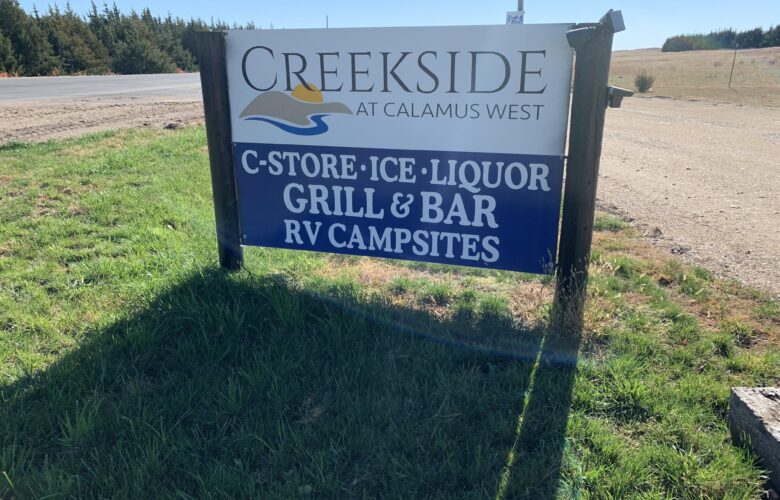 CREEKSIDE
AT CALAMUS WEST
C-STORE·ICE·LIQUOR
GRILL & BAR
RV CAMPSITES